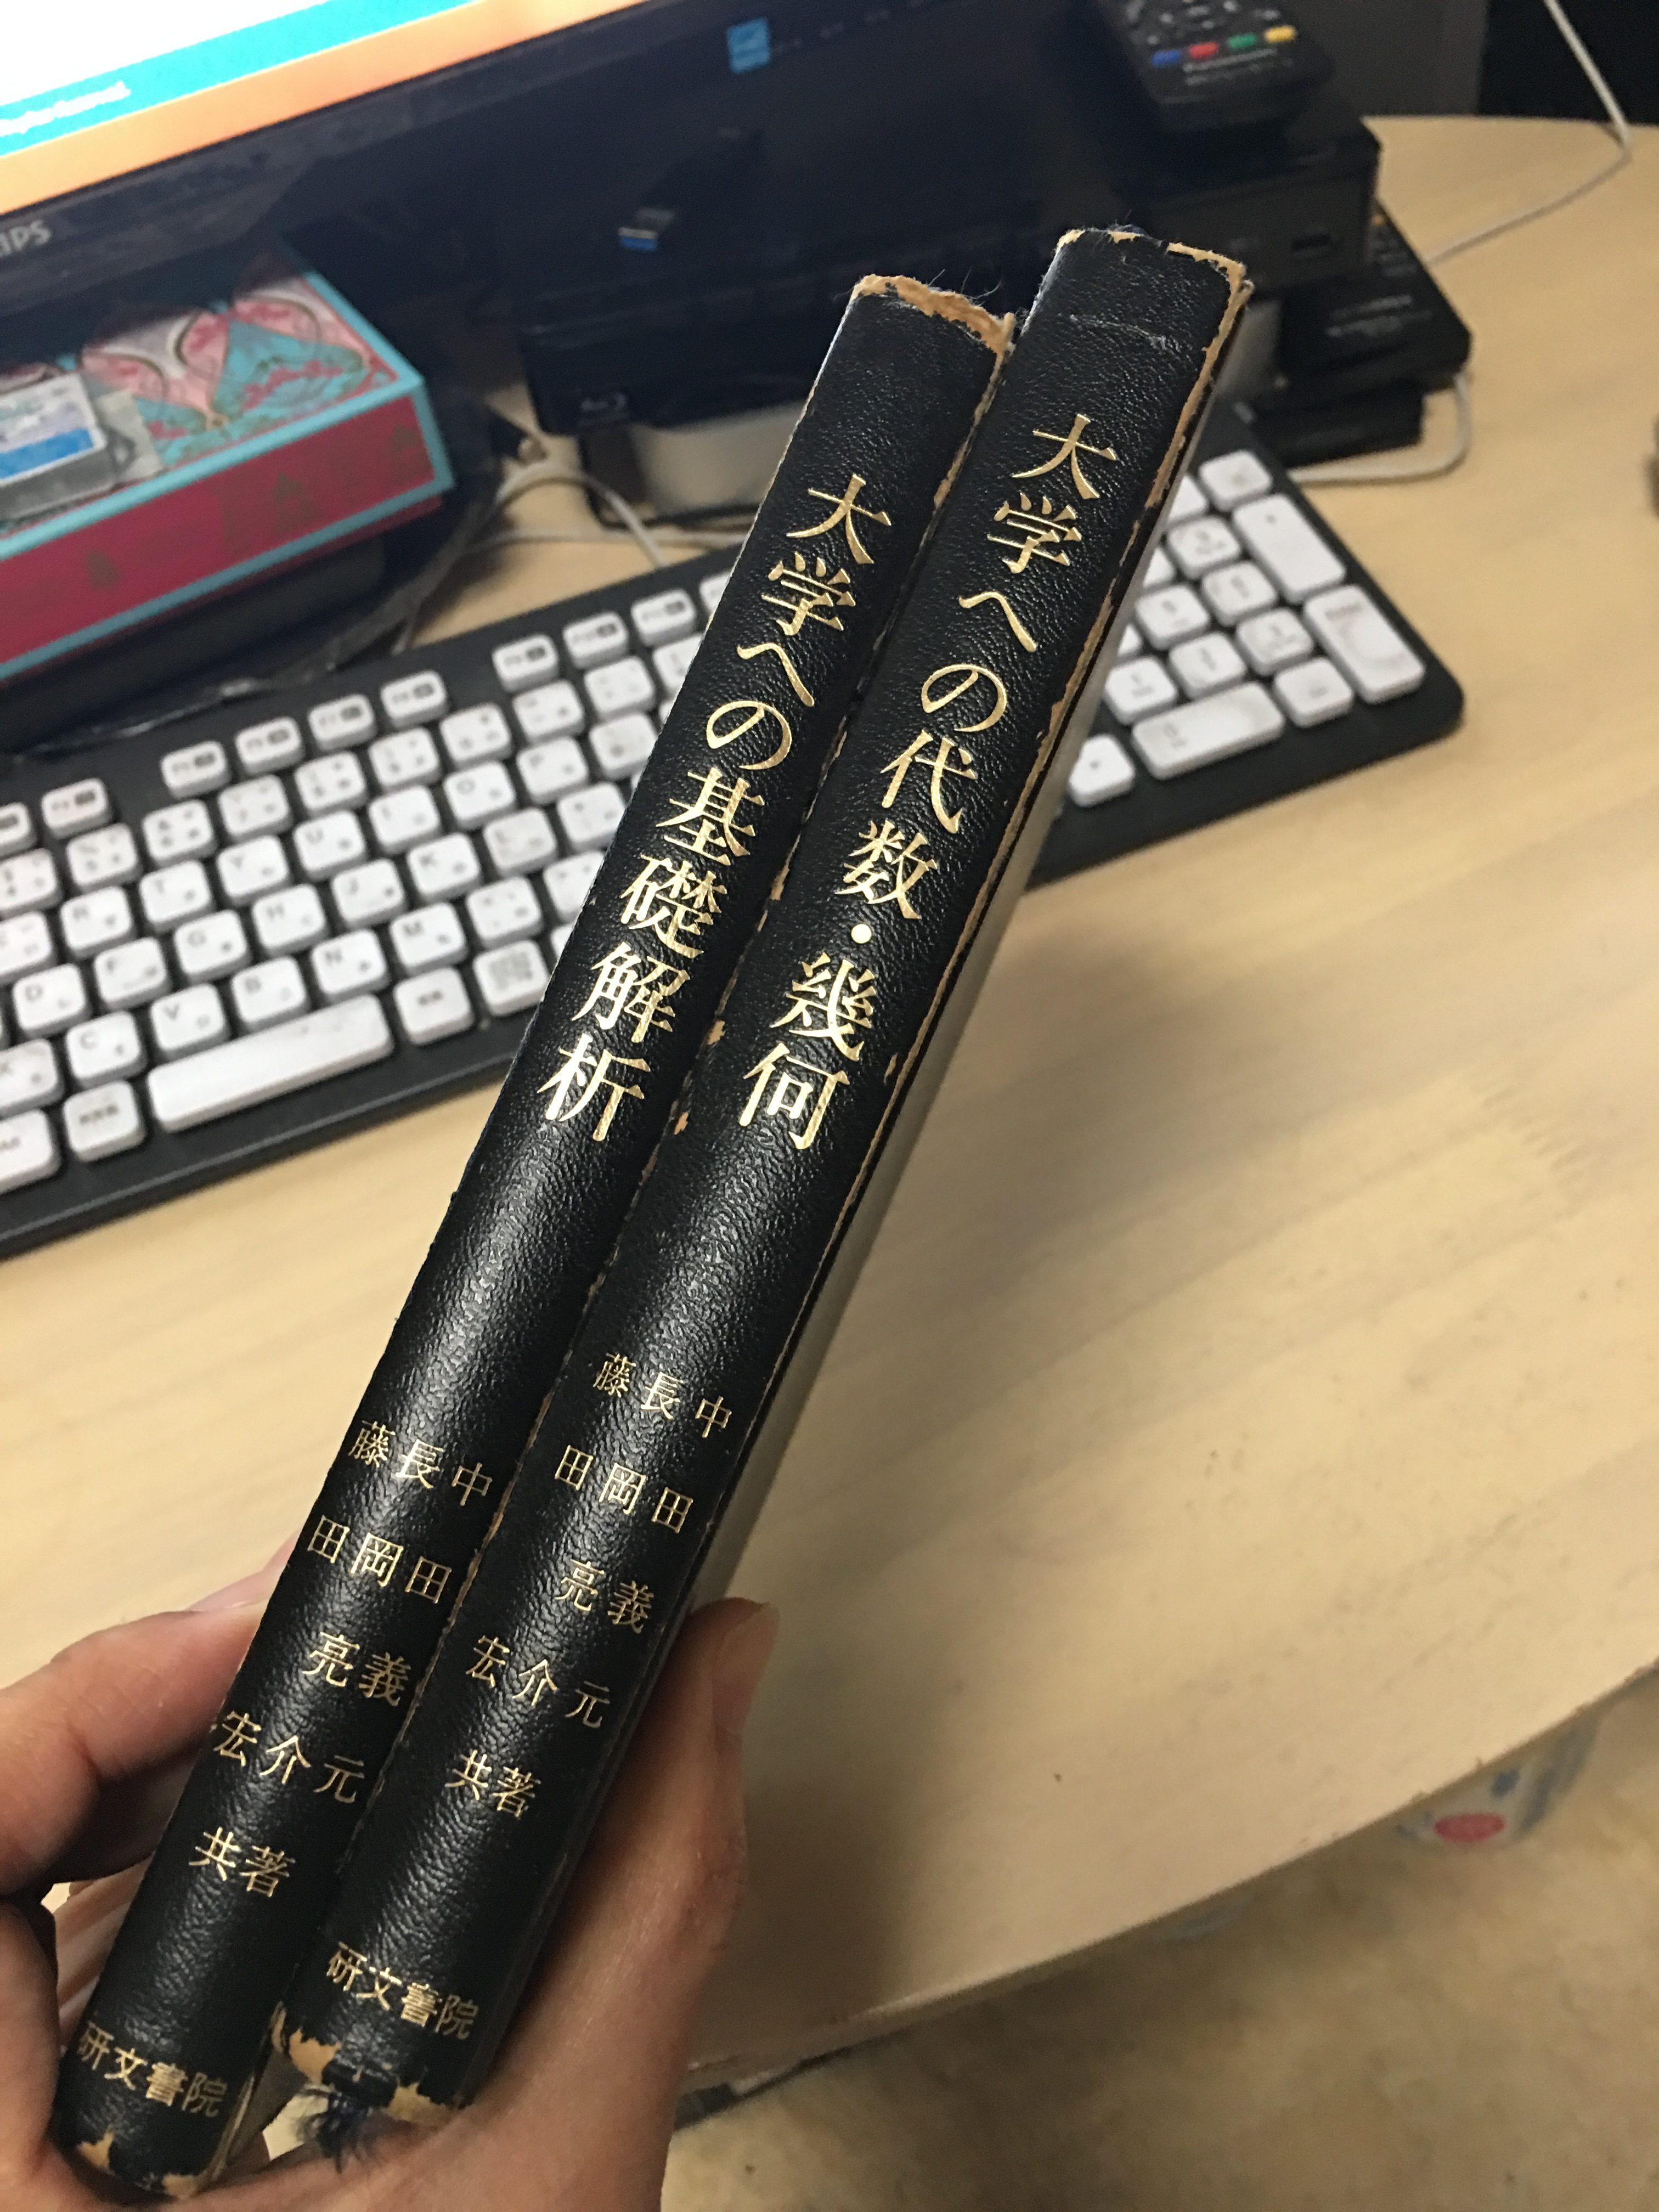 大学への基礎解析
藤田 宏
長岡亮介
中田義元
共著
研文書院
大学への代数・幾何
藤田 宏
長岡亮介
中田義元
共著
研文書院